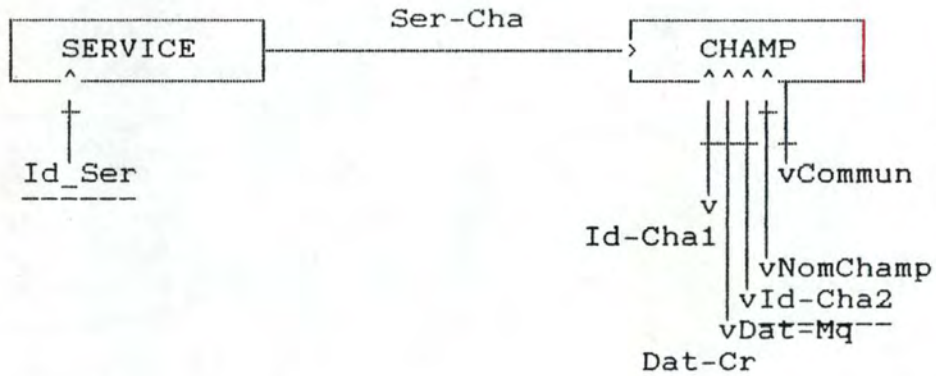 Ser-Cha
SERVICE
CHAMP
Id_Ser
vCommun
v
Id-Cha1
vNomChamp
vId-Cha2
vDat=Mq
Dat-Cr